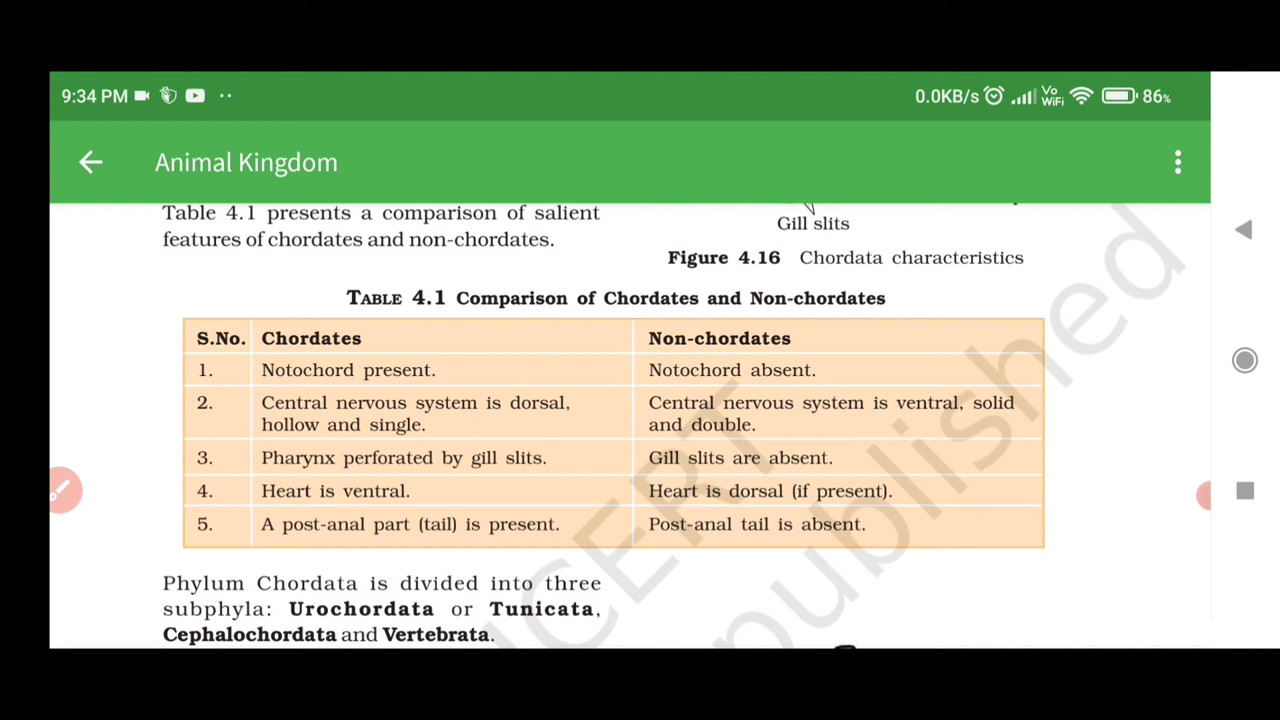 9:34 PM ··
0.0KB/s Vo WiFi 86%
Animal Kingdom
Table 4.1 presents a comparison of salient
features of chordates and non-chordates.
Gill slits
Figure 4.16 Chordata characteristics
TABLE 4.1 Comparison of Chordates and Non-chordates
S.No. Chordates Non-chordates
1. Notochord present. Notochord absent.
2. Central nervous system is dorsal, Central nervous system is ventral, solid
hollow and single. and double.
3. Pharynx perforated by gill slits. Gill slits are absent.
4. Heart is ventral. Heart is dorsal (if present).
5. A post-anal part (tail) is present. Post-anal tail is absent.
Phylum Chordata is divided into three
subphyla: Urochordata or Tunicata,
Cephalochordata and Vertebrata.
NCERT
published